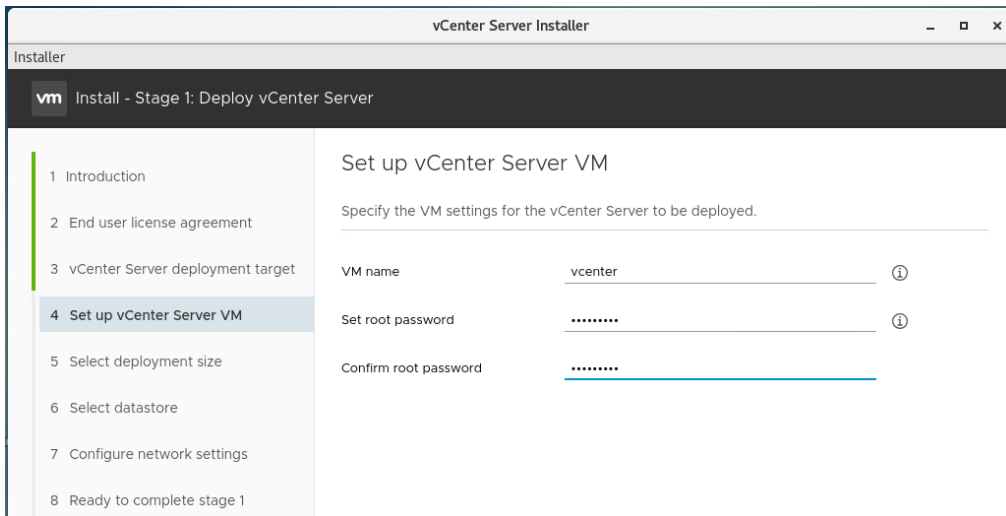 vCenter Server Installer
Installer
vm Install - Stage 1: Deploy vCenter Server
1 Introduction
2 End user license agreement
3 vCenter Server deployment target
4 Set up vCenter Server VM
5 Select deployment size
6 Select datastore
7 Configure network settings
8 Ready to complete stage 1
Set up vCenter Server VM
Specify the VM settings for the vCenter Server to be deployed.
VM name vcenter
Set root password •••••••••
Confirm root password •••••••••